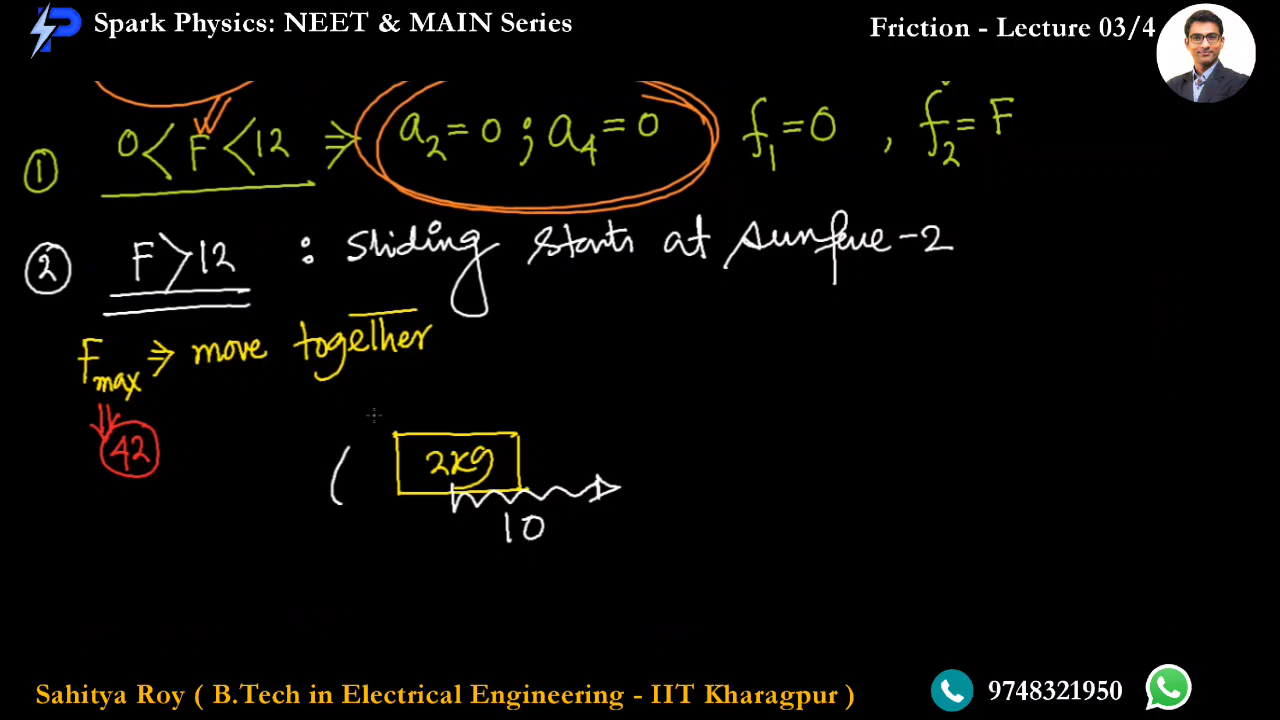 Spark Physics: NEET & MAIN Series
Friction - Lecture 03/4
① 0<F<12 ⇒ a₂=0 ; a₄=0 f₁=0 , f₂=F
② F>12 : sliding starts at surface-2
Fmax ⇒ move together
42
( 2kg
10
Sahitya Roy ( B.Tech in Electrical Engineering - IIT Kharagpur )
9748321950